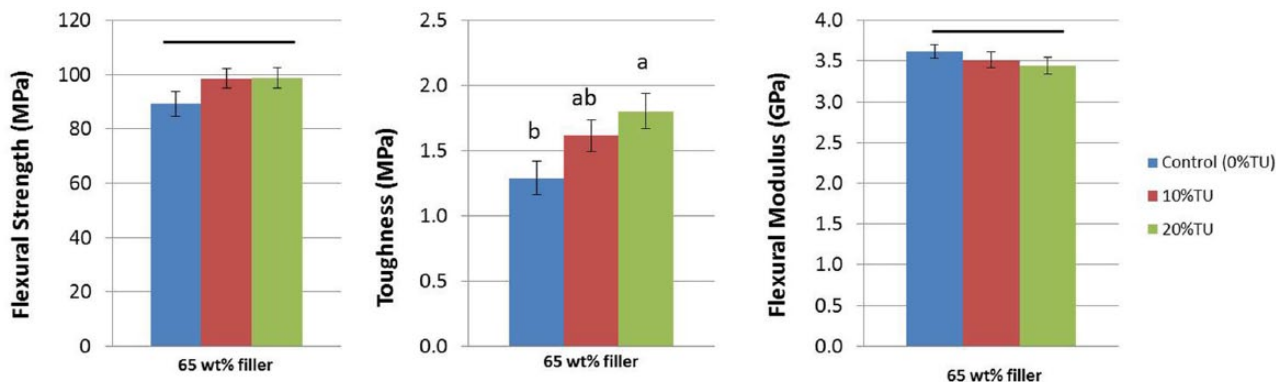 Flexural Strength (MPa)
120
100
80
60
40
20
0
65 wt% filler
Toughness (MPa)
2.5
2.0
1.5
1.0
0.5
0.0
b
ab
a
65 wt% filler
Flexural Modulus (GPa)
4.0
3.5
3.0
2.5
2.0
1.5
1.0
0.5
0.0
65 wt% filler
Control (0%TU)
10%TU
20%TU